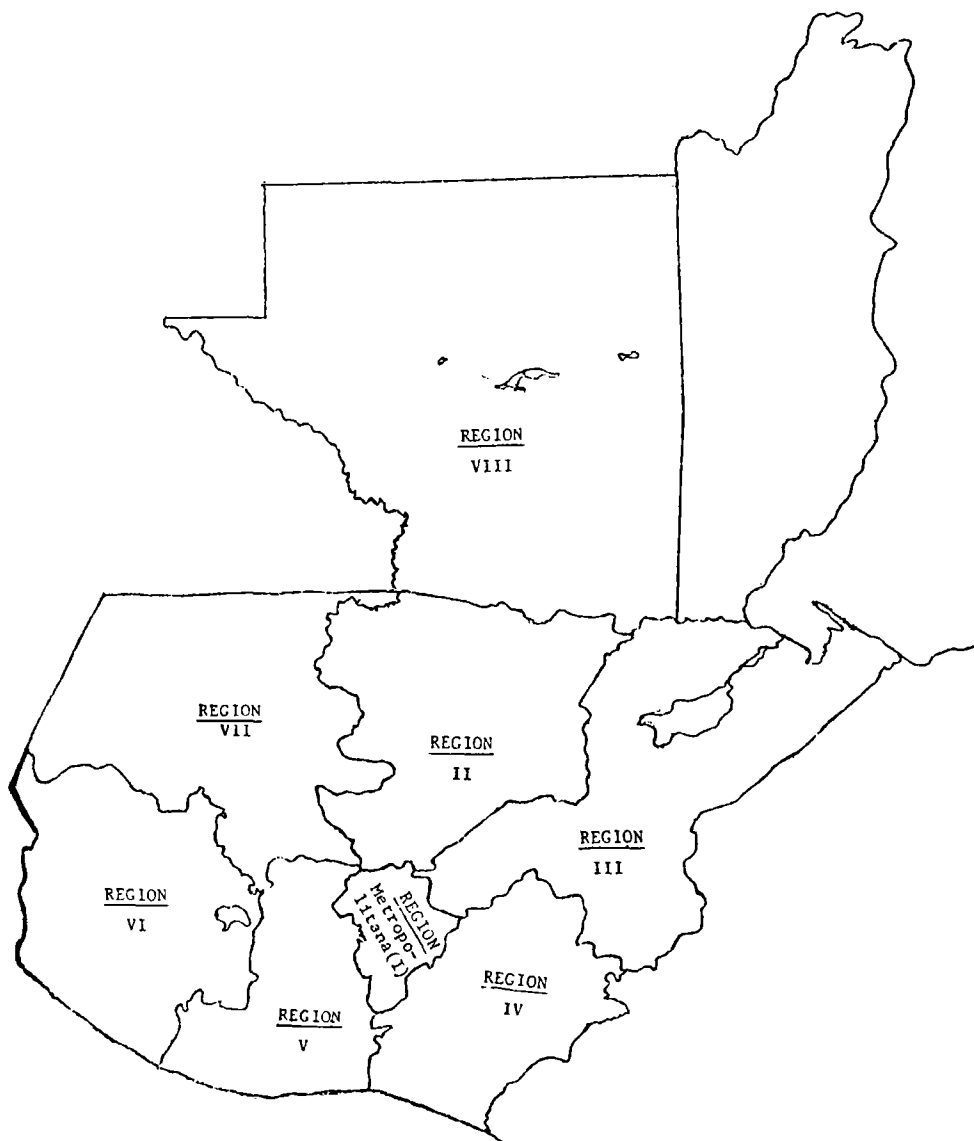 REGION
VIII
REGION
VII
REGION
II
REGION
III
REGION
VI
REGION
Metropo-
litana(I)
REGION
IV
REGION
V